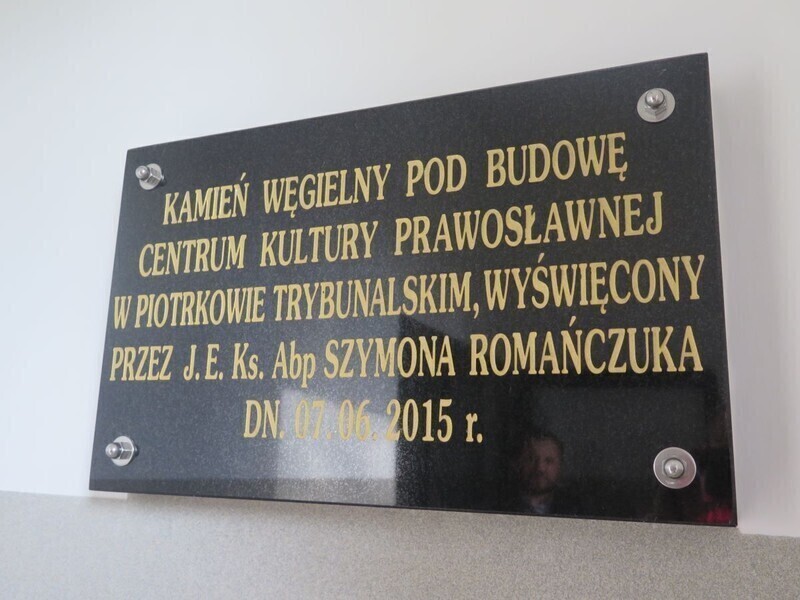 KAMIEŃ WĘGIELNY POD BUDOWĘ
CENTRUM KULTURY PRAWOSŁAWNEJ
W PIOTRKOWIE TRYBUNALSKIM, WYŚWIĘCONY
PRZEZ J. E. Ks. Abp SZYMONA ROMAŃCZUKA
DN. 07.06.2015 r.